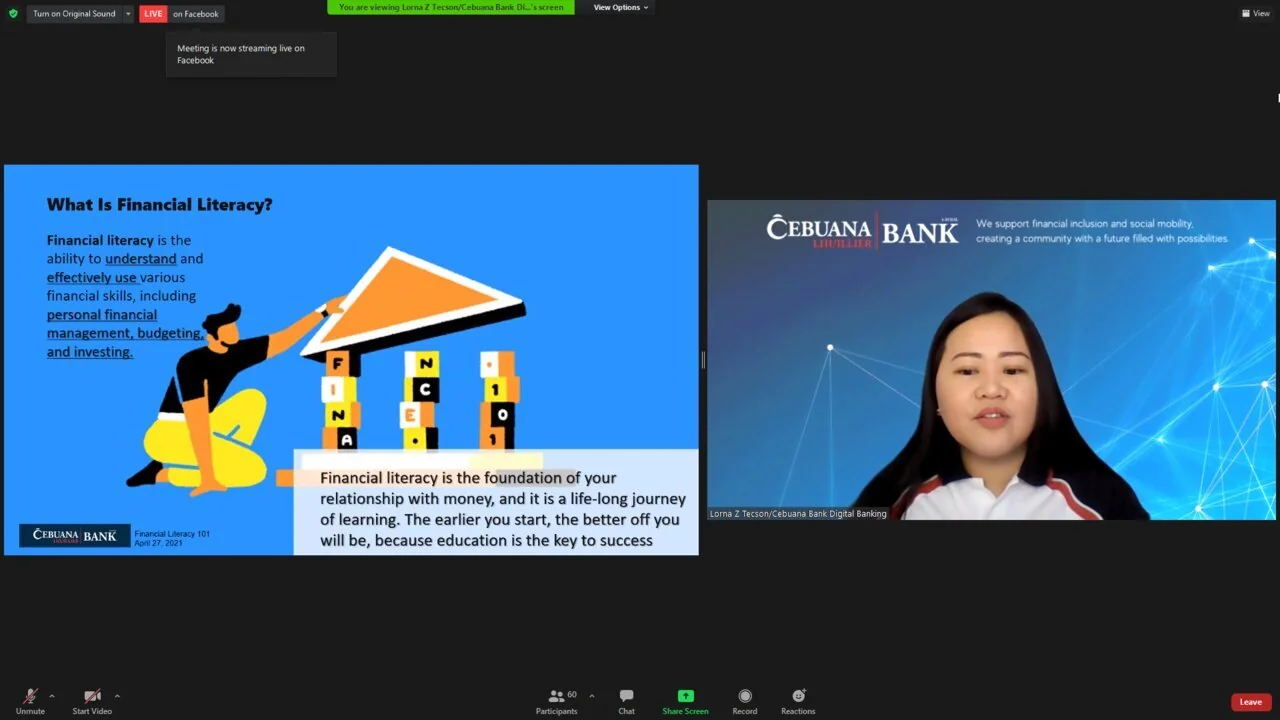 Turn on Original Sound
LIVE on Facebook
You are viewing Lorna Z Tecson/Cebuana Bank Di...'s screen
View Options
View
Meeting is now streaming live on
Facebook
What Is Financial Literacy?
Financial literacy is the
ability to understand and
effectively use various
financial skills, including
personal financial
management, budgeting,
and investing.
F
I
N
A
N
C
E
.
.
1
0
1
Financial literacy is the foundation of your
relationship with money, and it is a life-long journey
of learning. The earlier you start, the better off you
will be, because education is the key to success
CEBUANA LHUILLIER BANK
Financial Literacy 101
April 27, 2021
CEBUANA
LHUILLIER
BANK
We support financial inclusion and social mobility,
creating a community with a future filled with possibilities.
Lorna Z Tecson/Cebuana Bank Digital Banking
Unmute
Start Video
60
Participants
Chat
Share Screen
Record
Reactions
Leave